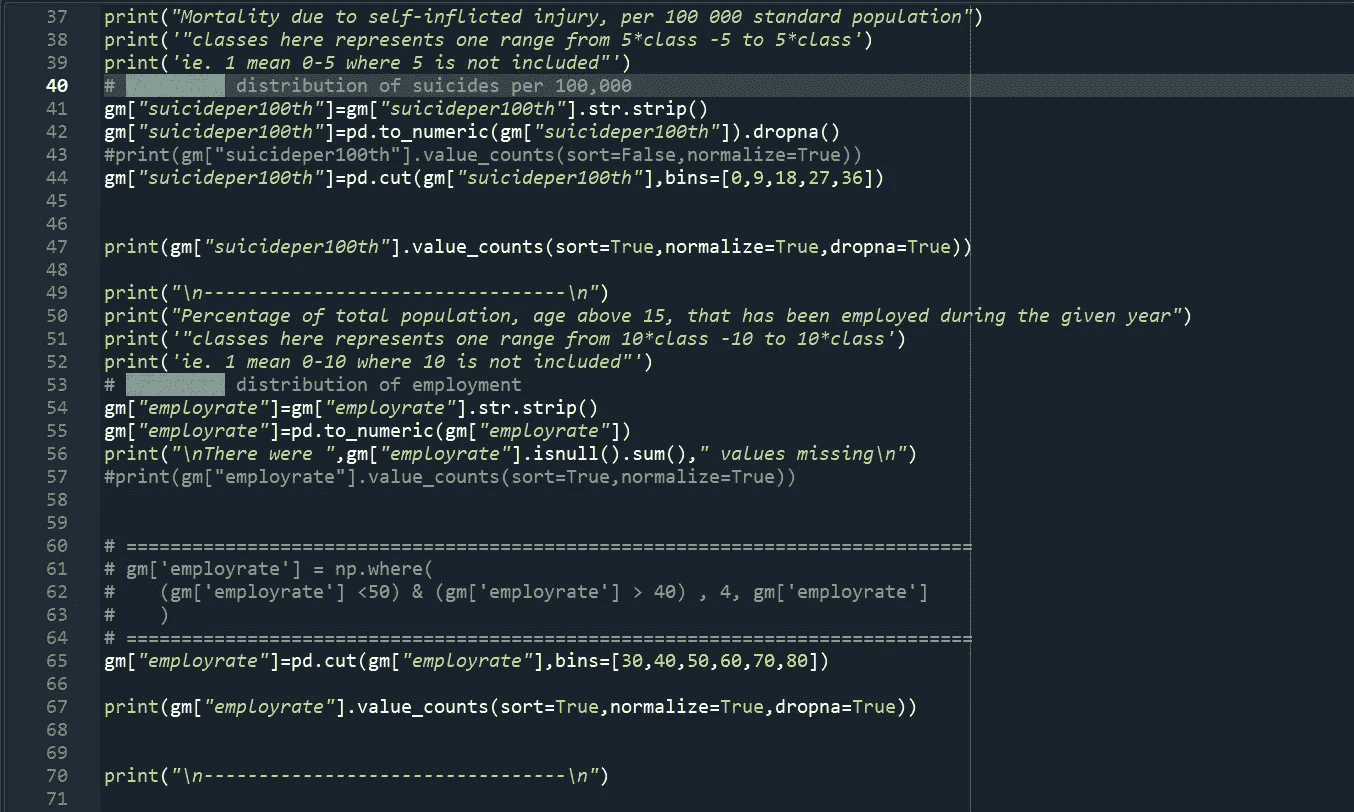 37 print("Mortality due to self-inflicted injury, per 100 000 standard population")
38 print('"classes here represents one range from 5*class -5 to 5*class')
39 print('ie. 1 mean 0-5 where 5 is not included"')
40 # distribution of suicides per 100,000
41 gm["suicideper100th"]=gm["suicideper100th"].str.strip()
42 gm["suicideper100th"]=pd.to_numeric(gm["suicideper100th"]).dropna()
43 #print(gm["suicideper100th"].value_counts(sort=False,normalize=True))
44 gm["suicideper100th"]=pd.cut(gm["suicideper100th"],bins=[0,9,18,27,36])
45
46
47 print(gm["suicideper100th"].value_counts(sort=True,normalize=True,dropna=True))
48
49 print("\n---------------------------------\n")
50 print("Percentage of total population, age above 15, that has been employed during the given year")
51 print('"classes here represents one range from 10*class -10 to 10*class')
52 print('ie. 1 mean 0-10 where 10 is not included"')
53 # distribution of employment
54 gm["employrate"]=gm["employrate"].str.strip()
55 gm["employrate"]=pd.to_numeric(gm["employrate"])
56 print("\nThere were ",gm["employrate"].isnull().sum()," values missing\n")
57 #print(gm["employrate"].value_counts(sort=True,normalize=True))
58
59
60 # =============================================================================
61 # gm['employrate'] = np.where(
62 #    (gm['employrate'] <50) & (gm['employrate'] > 40) , 4, gm['employrate']
63 #    )
64 # =============================================================================
65 gm["employrate"]=pd.cut(gm["employrate"],bins=[30,40,50,60,70,80])
66
67 print(gm["employrate"].value_counts(sort=True,normalize=True,dropna=True))
68
69
70 print("\n---------------------------------\n")
71